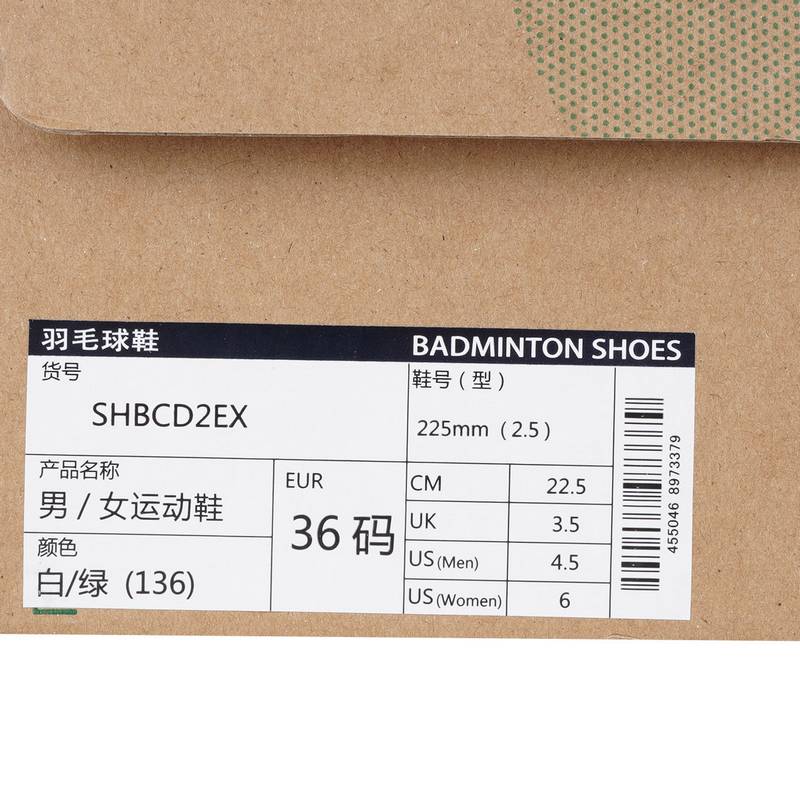 羽毛球鞋 BADMINTON SHOES
货号
SHBCD2EX
鞋号（型）
225mm（2.5）
产品名称
男/女运动鞋
颜色
白/绿 (136)
EUR
36 码
CM 22.5
UK 3.5
US(Men) 4.5
US(Women) 6
455046 8973379